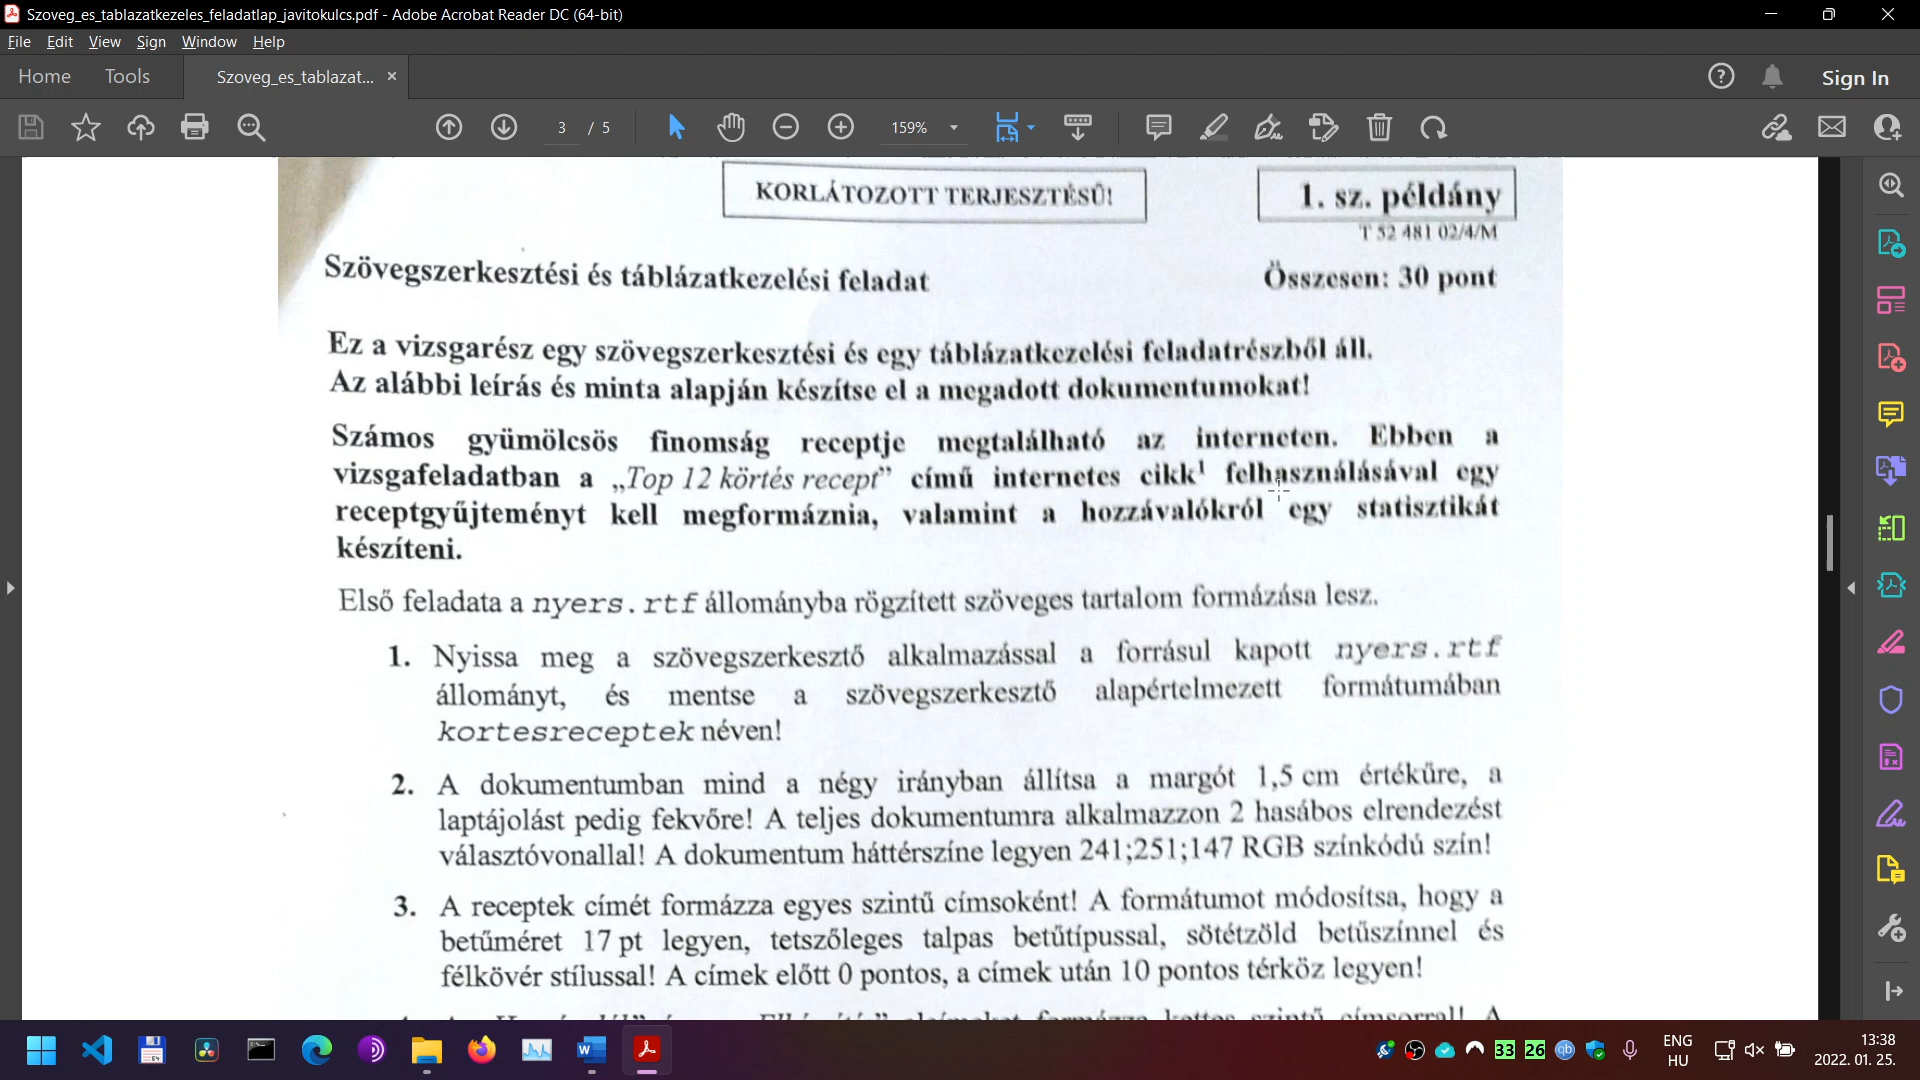 Szoveg_es_tablazatkezeles_feladatlap_javitokulcs.pdf - Adobe Acrobat Reader DC (64-bit)
File Edit View Sign Window Help
Home Tools Szoveg_es_tablazat... × Sign In
3 / 5 159%
KORLÁTOZOTT TERJESZTÉSŰ! 1. sz. példány
T 52 481 02/4/M
Szövegszerkesztési és táblázatkezelési feladat Összesen: 30 pont
Ez a vizsgarész egy szövegszerkesztési és egy táblázatkezelési feladatrészből áll.
Az alábbi leírás és minta alapján készítse el a megadott dokumentumokat!
Számos gyümölcsös finomság receptje megtalálható az interneten. Ebben a
vizsgafeladatban a „Top 12 körtés recept” című internetes cikk¹ felhasználásával egy
receptgyűjteményt kell megformáznia, valamint a hozzávalókról egy statisztikát
készíteni.
Első feladata a nyers.rtf állományba rögzített szöveges tartalom formázása lesz.
1. Nyissa meg a szövegszerkesztő alkalmazással a forrásul kapott nyers.rtf
állományt, és mentse a szövegszerkesztő alapértelmezett formátumában
kortesreceptek néven!
2. A dokumentumban mind a négy irányban állítsa a margót 1,5 cm értékűre, a
laptájolást pedig fekvőre! A teljes dokumentumra alkalmazzon 2 hasábos elrendezést
választóvonallal! A dokumentum háttérszíne legyen 241;251;147 RGB színkódú szín!
3. A receptek címét formázza egyes szintű címsoként! A formátumot módosítsa, hogy a
betűméret 17 pt legyen, tetszőleges talpas betűtípussal, sötétzöld betűszínnel és
félkövér stílussal! A címek előtt 0 pontos, a címek után 10 pontos térköz legyen!
33 26 qb ENG HU 13:38
2022. 01. 25.